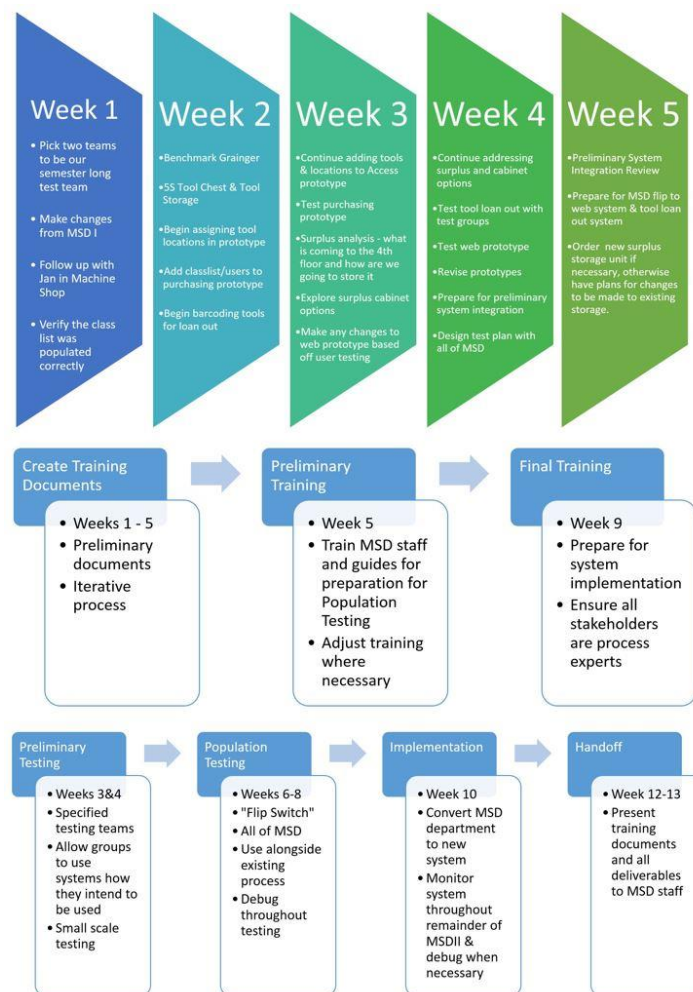 Week 1
• Pick two teams
to be our
semester long
test team
• Make changes
from MSD I
• Follow up with
Jan in Machine
Shop
• Verify the class
list was
populated
correctly
Week 2
•Benchmark Grainger
•5S Tool Chest & Tool
Storage
•Begin assigning tool
locations in prototype
•Add classlist/users to
purchasing prototype
•Begin barcoding tools
for loan out
Week 3
•Continue adding tools
& locations to Access
prototype
•Test purchasing
prototype
•Surplus analysis - what
is coming to the 4th
floor and how are we
going to store it
•Explore surplus cabinet
options
•Make any changes to
web prototype based
off user testing
Week 4
•Continue addressing
surplus and cabinet
options
•Test tool loan out with
test groups
•Test web prototype
•Revise prototypes
•Prepare for preliminary
system integration
•Design test plan with
all of MSD
Week 5
•Preliminary System
Integration Review
•Prepare for MSD flip to
web system & tool loan
out system
•Order new surplus
storage unit if
necessary, otherwise
have plans for changes
to be made to existing
storage.
Create Training
Documents
• Weeks 1 - 5
• Preliminary
documents
• Iterative
process
Preliminary
Training
• Week 5
• Train MSD staff
and guides for
preparation for
Population
Testing
• Adjust training
where
necessary
Final Training
• Week 9
• Prepare for
system
implementation
• Ensure all
stakeholders
are process
experts
Preliminary
Testing
• Weeks 3&4
• Specified
testing teams
• Allow groups
to use
systems how
they intend to
be used
• Small scale
testing
Population
Testing
• Weeks 6-8
• "Flip Switch"
• All of MSD
• Use alongside
existing
process
• Debug
throughout
testing
Implementation
• Week 10
• Convert MSD
department to
new system
• Monitor
system
throughout
remainder of
MSDII &
debug when
necessary
Handoff
• Week 12-13
• Present
training
documents
and all
deliverables
to MSD staff